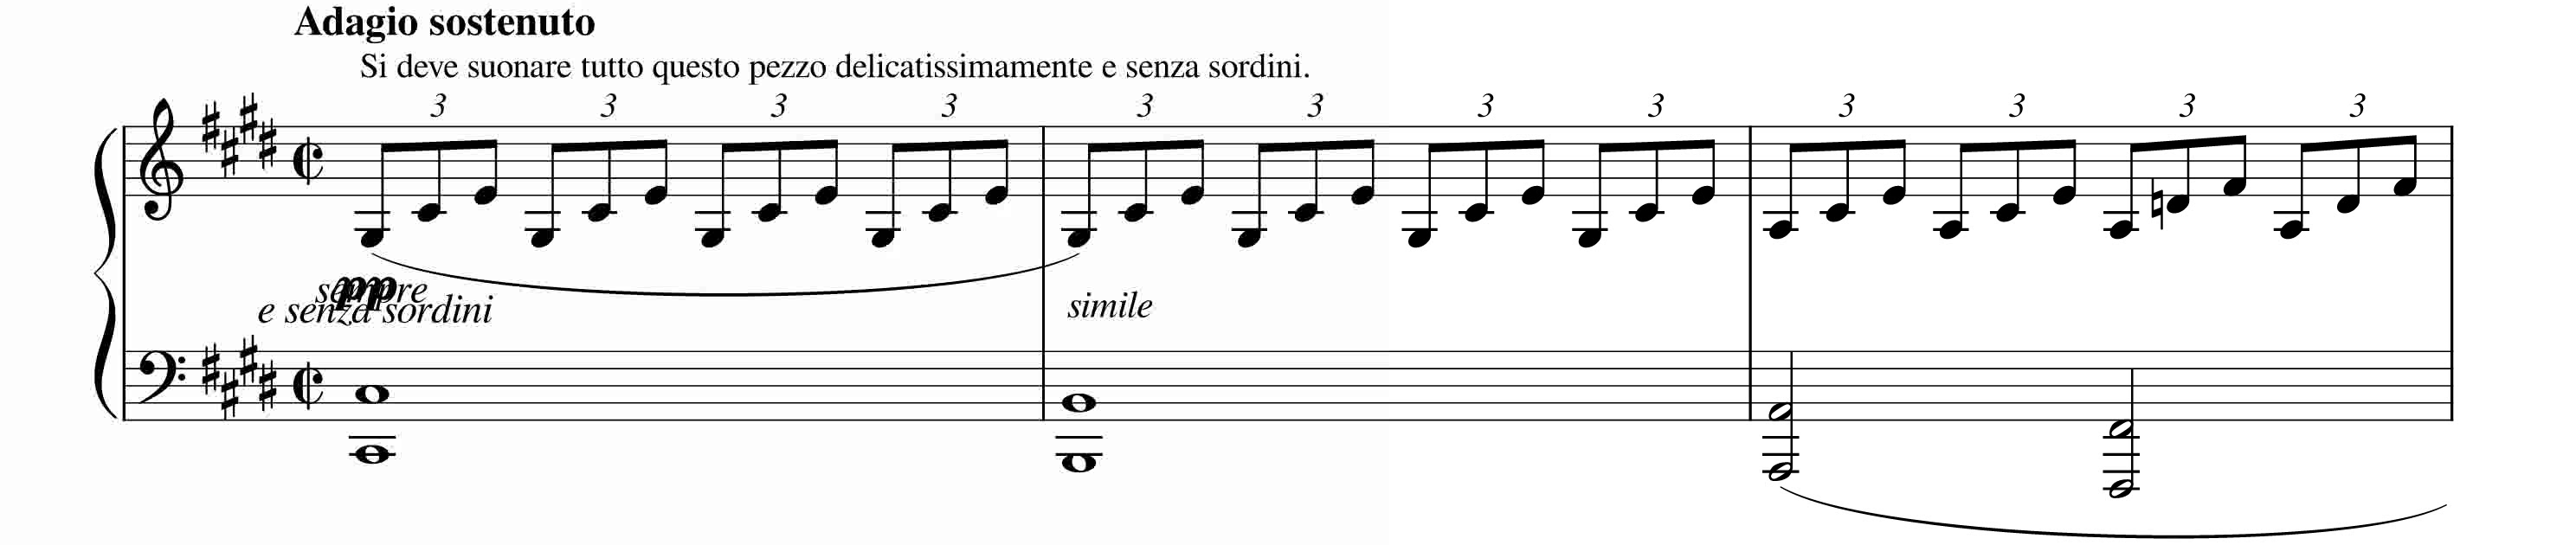 Adagio sostenuto
Si deve suonare tutto questo pezzo delicatissimamente e senza sordini.
3 3 3 3 3 3 3 3 3 3 3 3
sempre pp
e senza sordini
simile